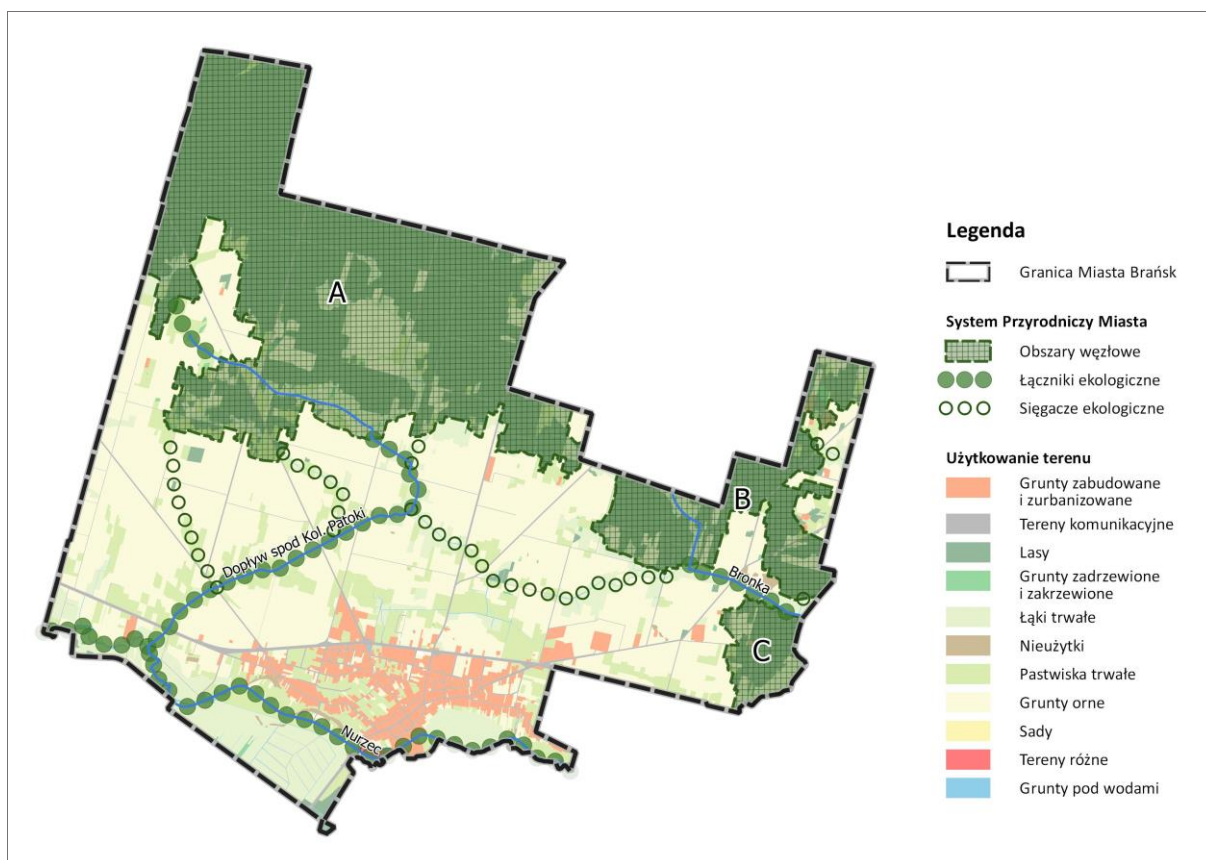 A
B
C
Dopływ spod Kol. Patoki
Bronka
Nurzec
Legenda
Granica Miasta Brańsk
System Przyrodniczy Miasta
Obszary węzłowe
Łączniki ekologiczne
Sięgacze ekologiczne
Użytkowanie terenu
Grunty zabudowane
i zurbanizowane
Tereny komunikacyjne
Lasy
Grunty zadrzewione
i zakrzewione
Łąki trwałe
Nieużytki
Pastwiska trwałe
Grunty orne
Sady
Tereny różne
Grunty pod wodami